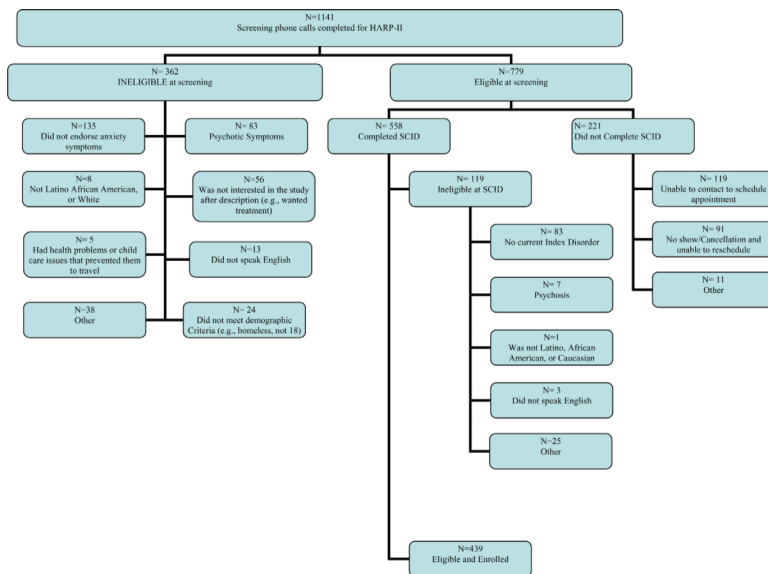 N=1141
Screening phone calls completed for HARP-II
N= 362
INELIGIBLE at screening
N=779
Eligible at screening
N=135
Did not endorse anxiety
symptoms
N= 83
Psychotic Symptoms
N=8
Not Latino African American,
or White
N=56
Was not interested in the study
after description (e.g., wanted
treatment)
N= 5
Had health problems or child
care issues that prevented them
to travel
N=13
Did not speak English
N=38
Other
N= 24
Did not meet demographic
Criteria (e.g., homeless, not 18)
N= 558
Completed SCID
N= 221
Did not Complete SCID
N= 119
Ineligible at SCID
N= 83
No current Index Disorder
N= 7
Psychosis
N=1
Was not Latino, African
American, or Caucasian
N= 3
Did not speak English
N=25
Other
N= 119
Unable to contact to schedule
appointment
N= 91
No show/Cancellation and
unable to reschedule
N= 11
Other
N=439
Eligible and Enrolled